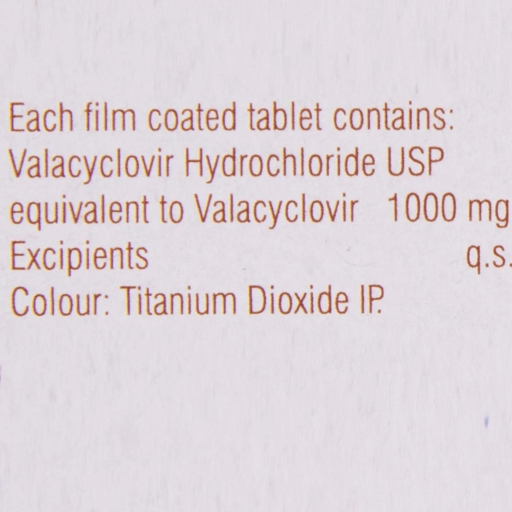 Each film coated tablet contains:
Valacyclovir Hydrochloride USP
equivalent to Valacyclovir 1000 mg
Excipients q.s.
Colour: Titanium Dioxide IP.